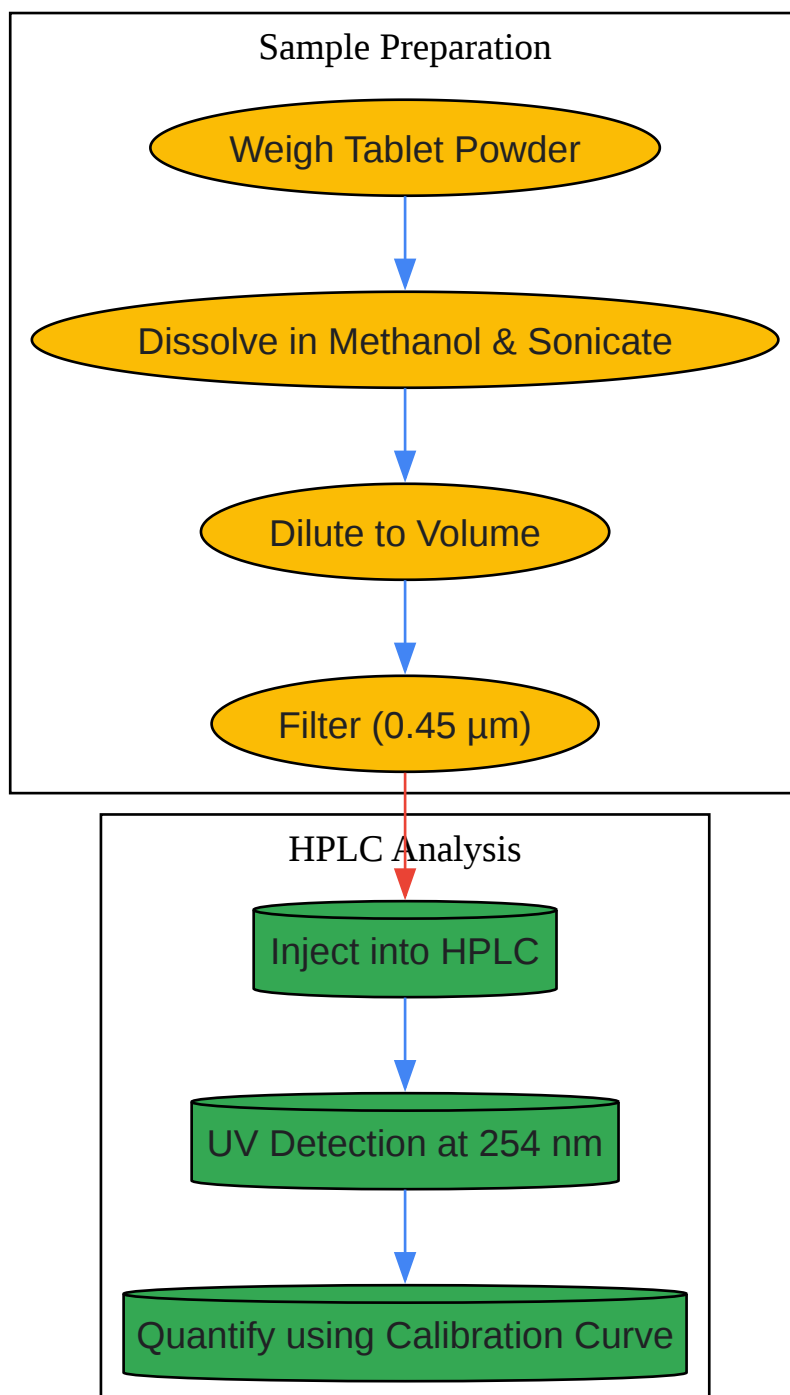 Sample Preparation
Weigh Tablet Powder
Dissolve in Methanol & Sonicate
Dilute to Volume
Filter (0.45 µm)
HPLC Analysis
Inject into HPLC
UV Detection at 254 nm
Quantify using Calibration Curve